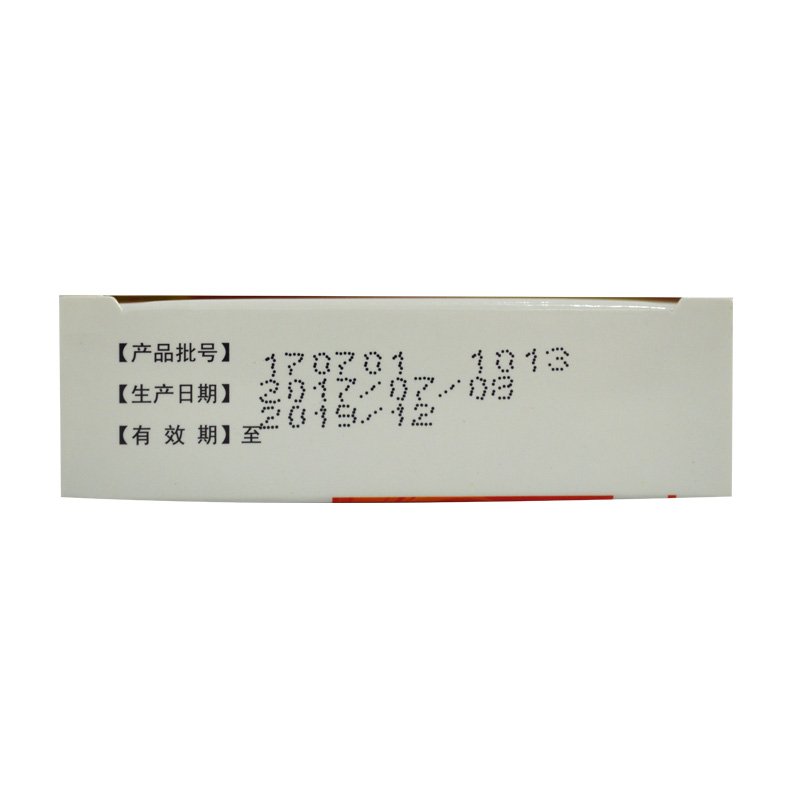 【产品批号】 170701 1013
【生产日期】 2017/07/08
【有 效 期】至 2019/12